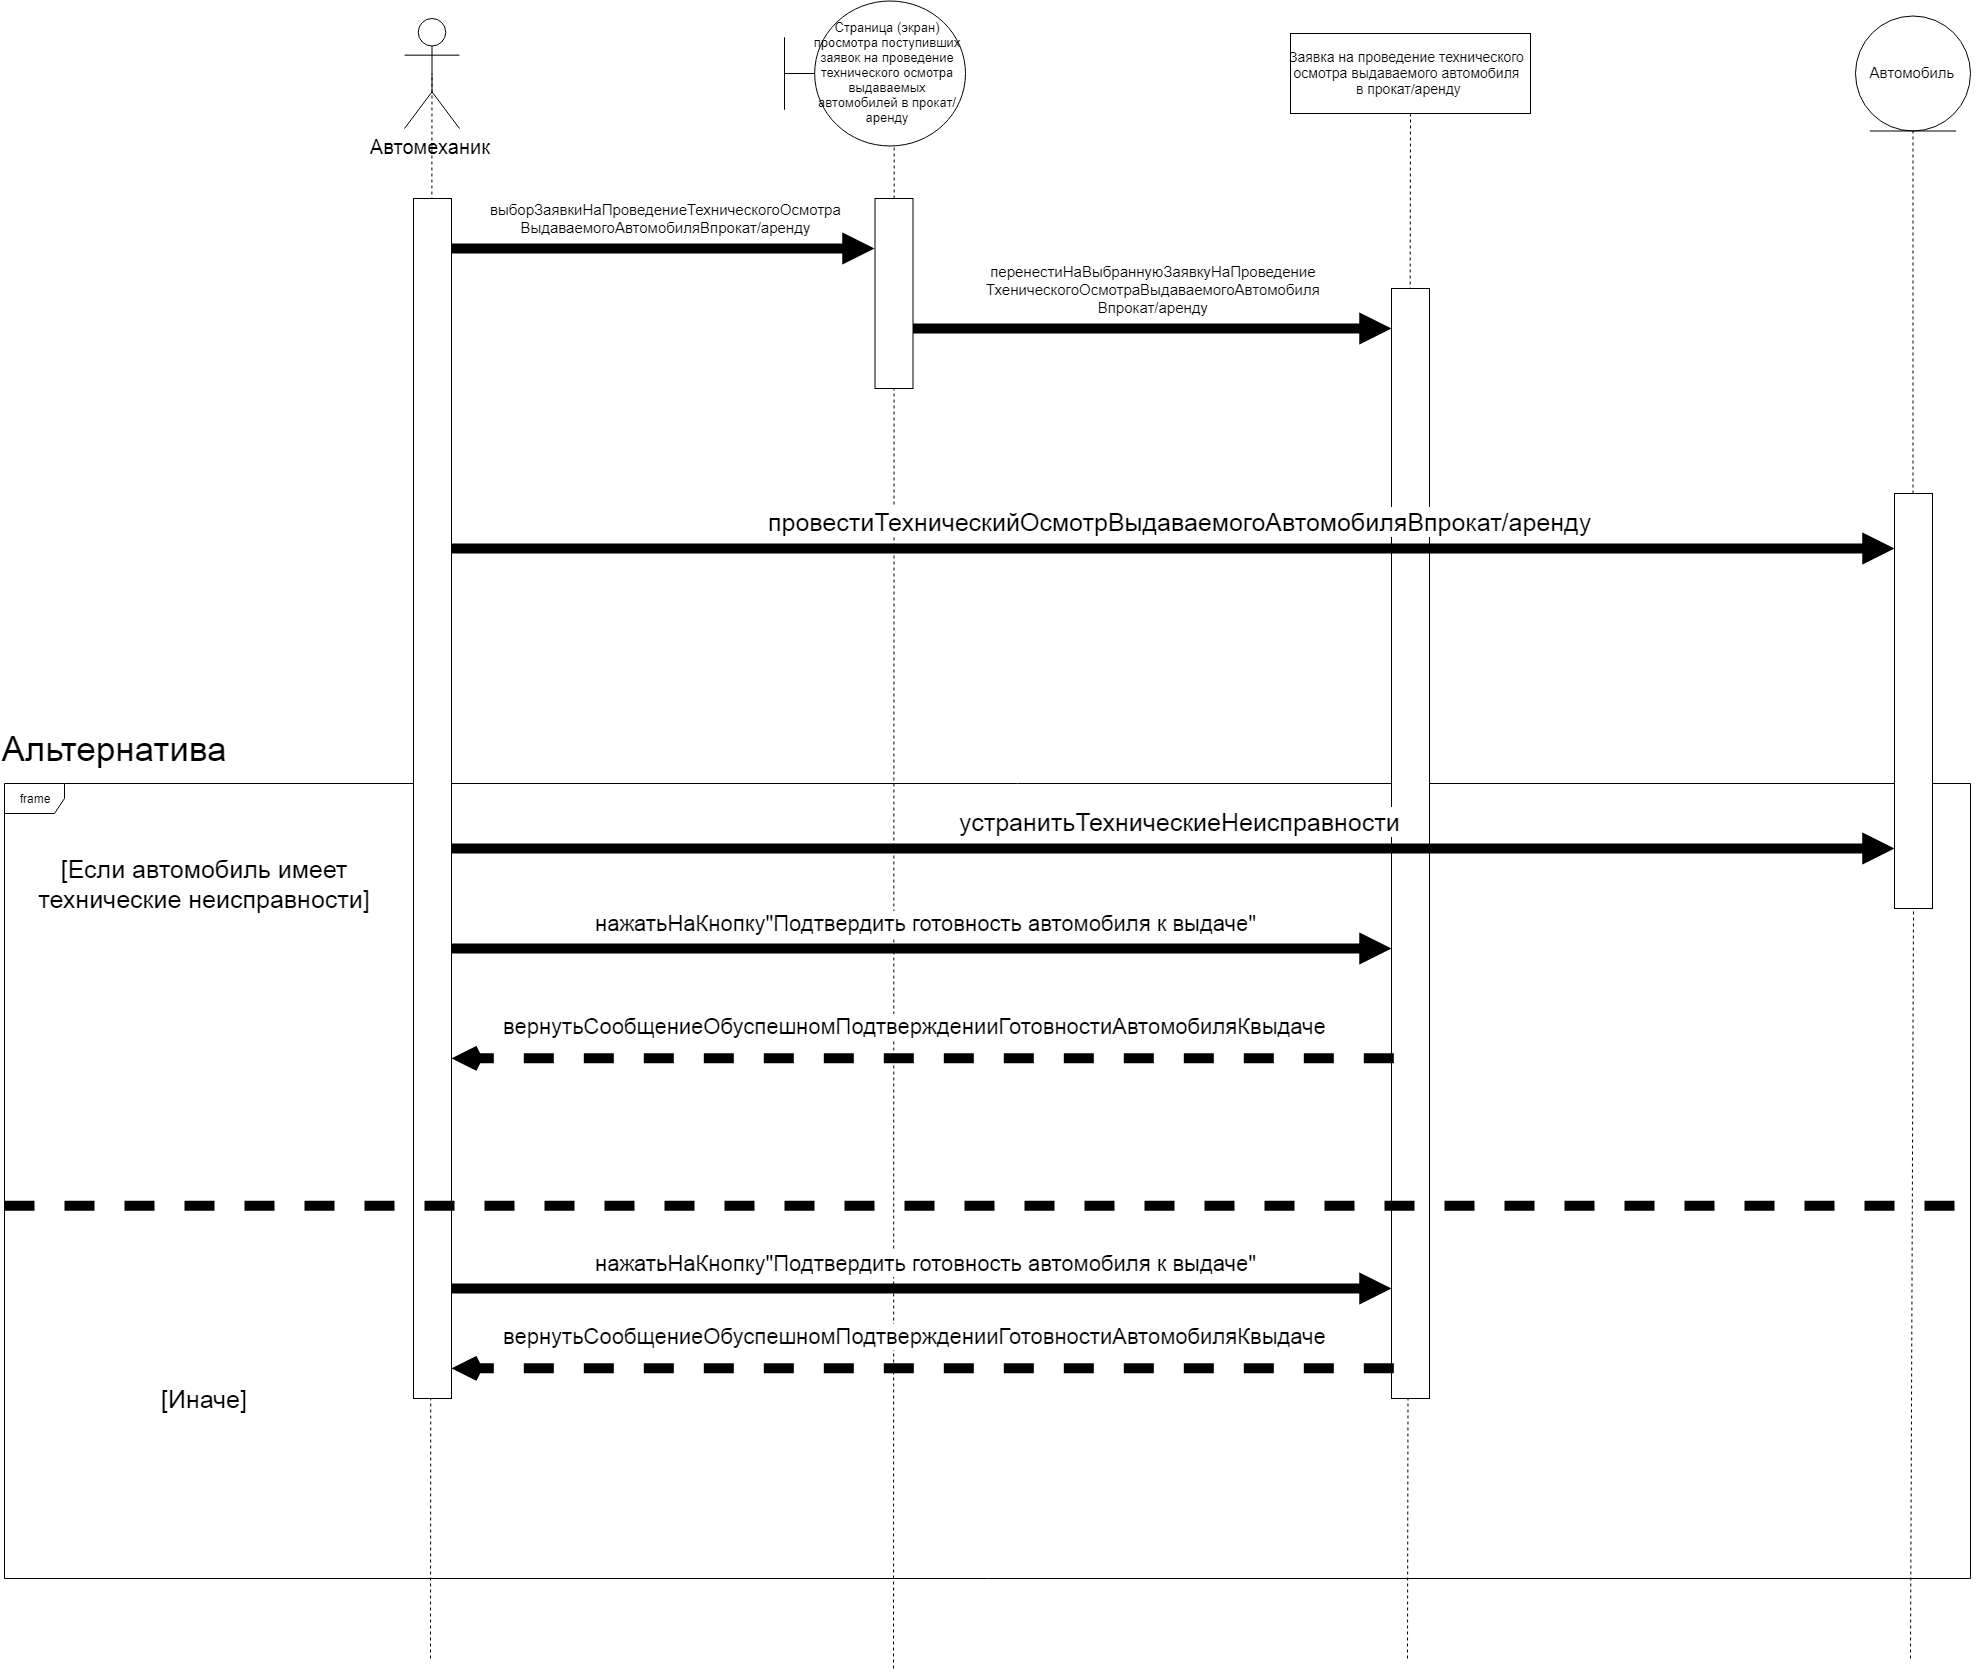 Автомеханик
Страница (экран)
просмотра поступивших
заявок на проведение
технического осмотра
выдаваемых
автомобилей в прокат/
аренду
Заявка на проведение технического
осмотра выдаваемого автомобиля
в прокат/аренду
Автомобиль
выборЗаявкиНаПроведениеТехническогоОсмотра
ВыдаваемогоАвтомобиляВпрокат/аренду
перенестиНаВыбраннуюЗаявкуНаПроведение
ТхеническогоОсмотраВыдаваемогоАвтомобиля
Впрокат/аренду
провестиТехническийОсмотрВыдаваемогоАвтомобиляВпрокат/аренду
Альтернатива
frame
устранитьТехническиеНеисправности
[Если автомобиль имеет
технические неисправности]
нажатьНаКнопку"Подтвердить готовность автомобиля к выдаче"
вернутьСообщениеОбуспешномПодтвержденииГотовностиАвтомобиляКвыдаче
нажатьНаКнопку"Подтвердить готовность автомобиля к выдаче"
вернутьСообщениеОбуспешномПодтвержденииГотовностиАвтомобиляКвыдаче
[Иначе]